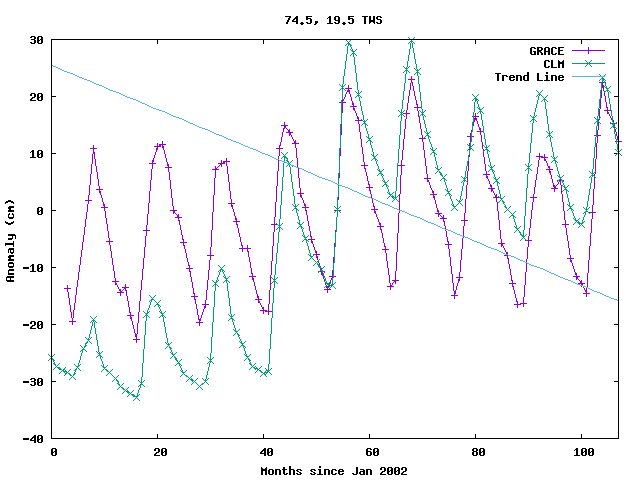 74.5, 19.5 TWS
GRACE
CLM
Trend Line
30
20
10
0
-10
-20
-30
-40
Anomaly (cm)
0 20 40 60 80 100
Months since Jan 2002